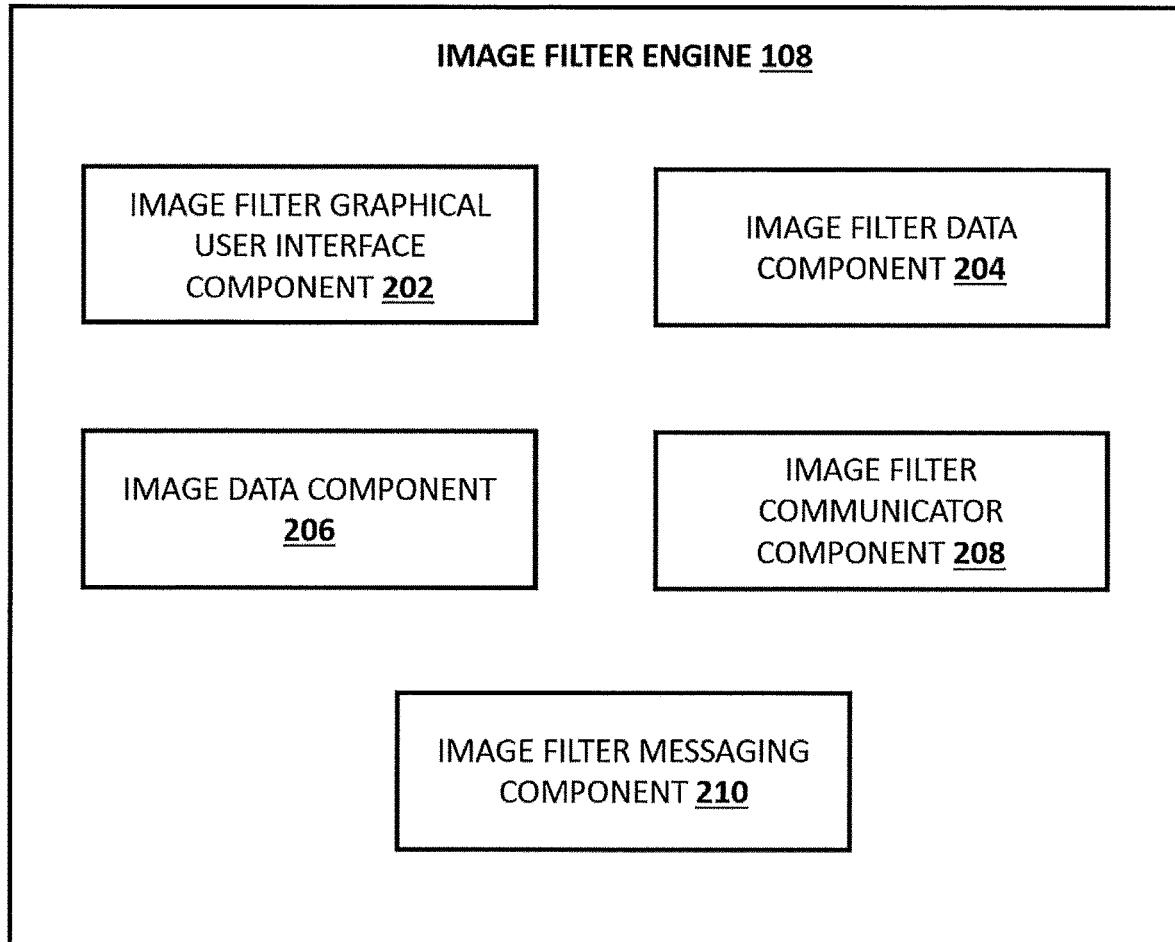 IMAGE FILTER ENGINE 108
IMAGE FILTER GRAPHICAL
USER INTERFACE
COMPONENT 202
IMAGE FILTER DATA
COMPONENT 204
IMAGE DATA COMPONENT
206
IMAGE FILTER
COMMUNICATOR
COMPONENT 208
IMAGE FILTER MESSAGING
COMPONENT 210